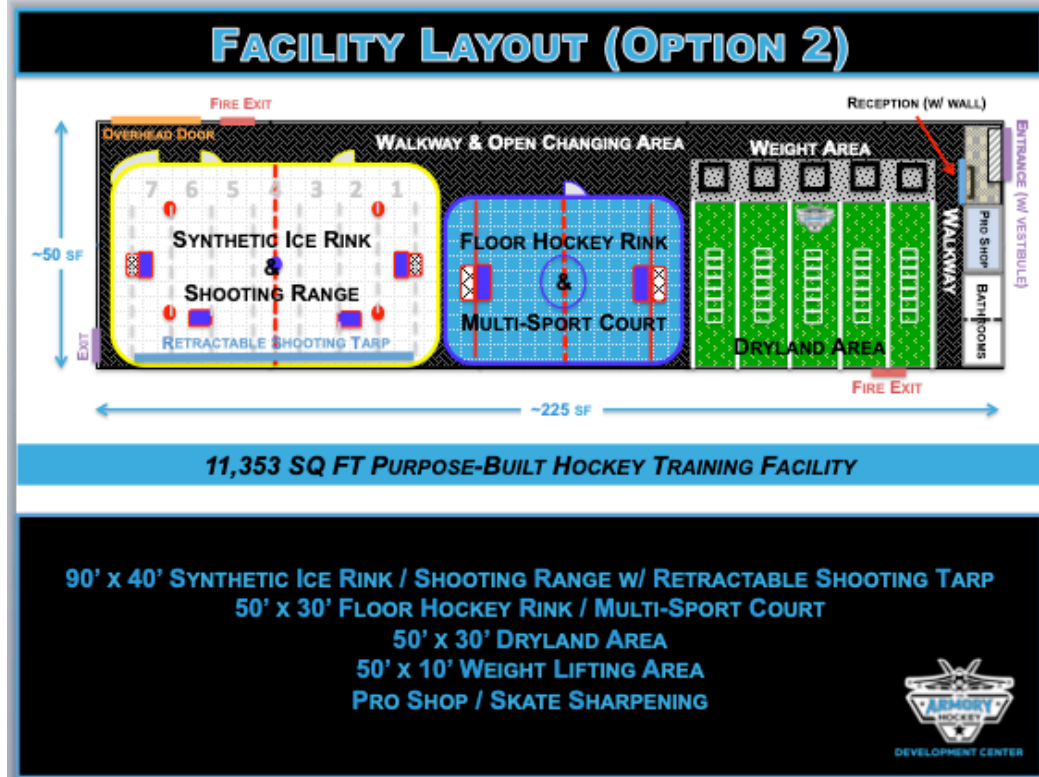 FACILITY LAYOUT (OPTION 2)
FIRE EXIT
RECEPTION (W/ WALL)
OVERHEAD DOOR
WALKWAY & OPEN CHANGING AREA
WEIGHT AREA
ENTRANCE (W/ VESTIBULE)
7 6 5 4 3 2 1
~50 SF
SYNTHETIC ICE RINK
&
SHOOTING RANGE
FLOOR HOCKEY RINK
&
MULTI-SPORT COURT
WALKWAY
PRO SHOP
BATHROOMS
EXIT
RETRACTABLE SHOOTING TARP
DRYLAND AREA
FIRE EXIT
~225 SF
11,353 SQ FT PURPOSE-BUILT HOCKEY TRAINING FACILITY
90' X 40' SYNTHETIC ICE RINK / SHOOTING RANGE W/ RETRACTABLE SHOOTING TARP
50' X 30' FLOOR HOCKEY RINK / MULTI-SPORT COURT
50' X 30' DRYLAND AREA
50' X 10' WEIGHT LIFTING AREA
PRO SHOP / SKATE SHARPENING
ARMORY
HOCKEY
DEVELOPMENT CENTER